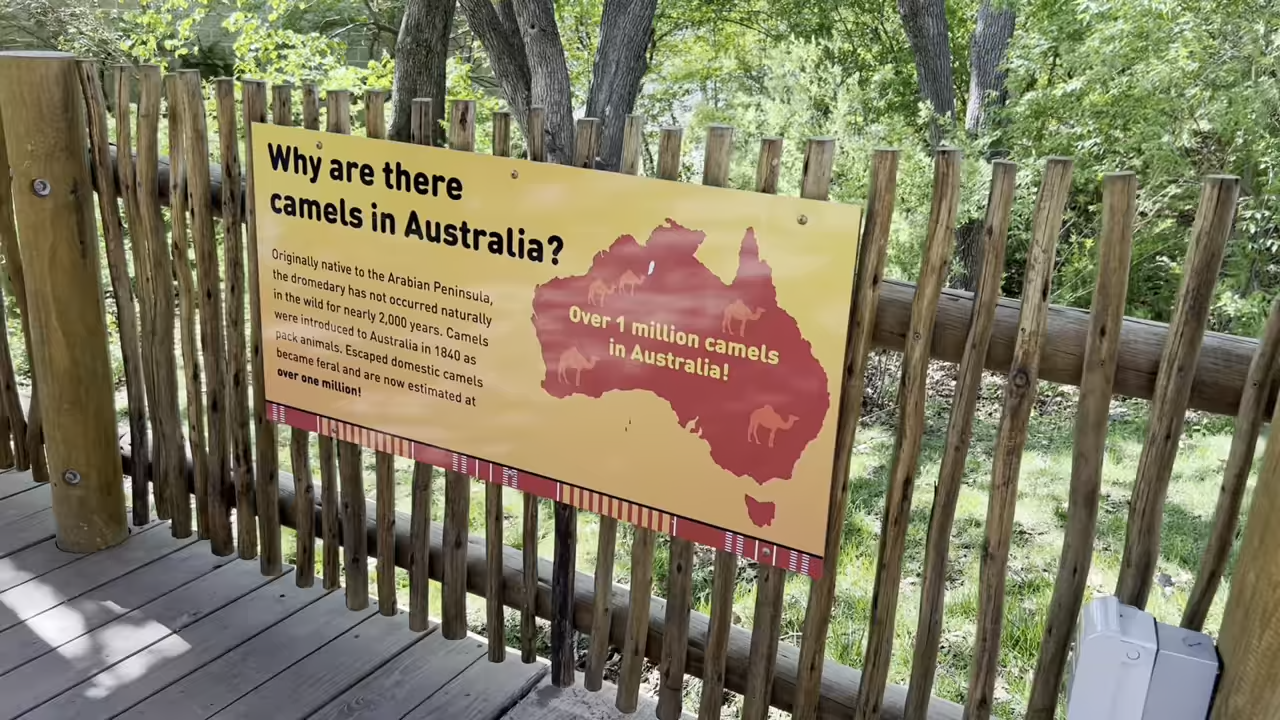 Why are there
camels in Australia?
Originally native to the Arabian Peninsula,
the dromedary has not occurred naturally
in the wild for nearly 2,000 years. Camels
were introduced to Australia in 1840 as
pack animals. Escaped domestic camels
became feral and are now estimated at
over one million!
Over 1 million camels
in Australia!